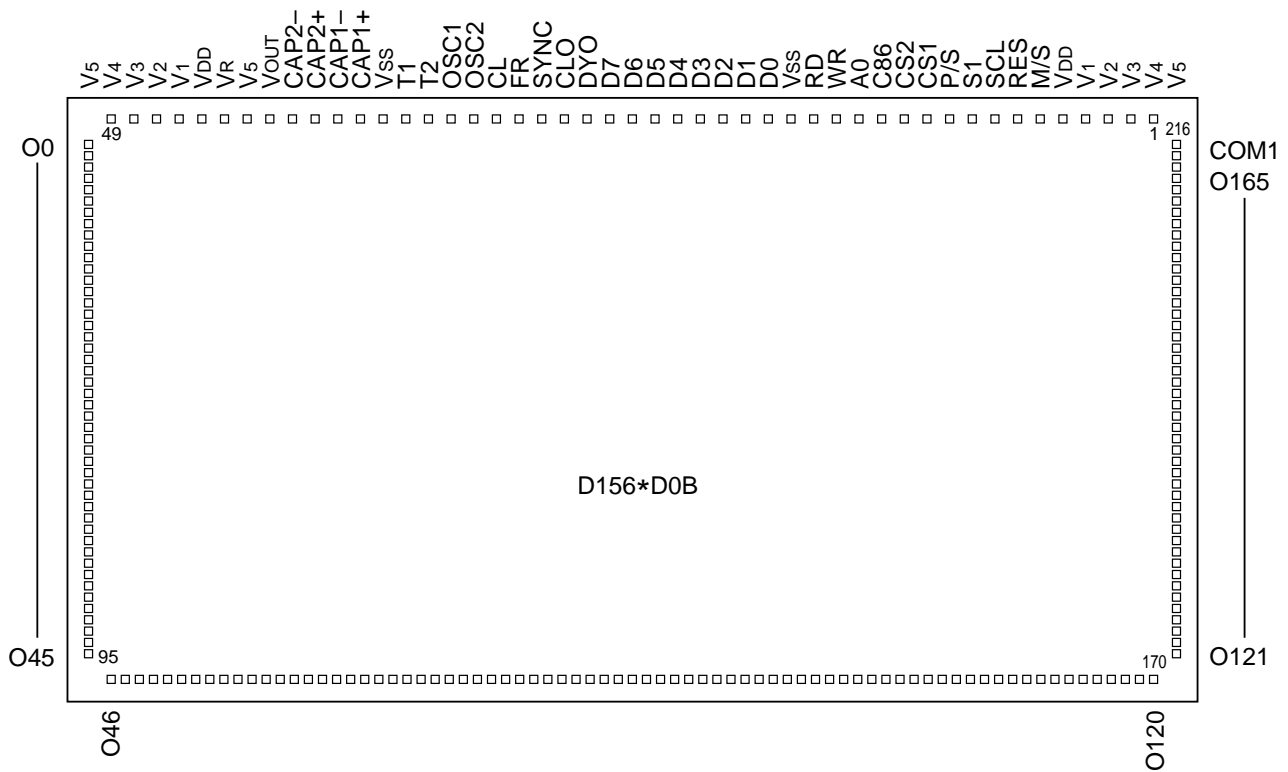 V5
V4
V3
V2
V1
VDD
VR
V5
VOUT
CAP2–
CAP2+
CAP1–
CAP1+
VSS
T1
T2
OSC1
OSC2
CL
FR
SYNC
CLO
DYO
D7
D6
D5
D4
D3
D2
D1
D0
VSS
RD
WR
A0
C86
CS2
CS1
P/S
S1
SCL
RES
M/S
VDD
V1
V2
V3
V4
V5
49
1
216
O0
COM1
O165
D156*D0B
O45
95
170
O121
O46
O120